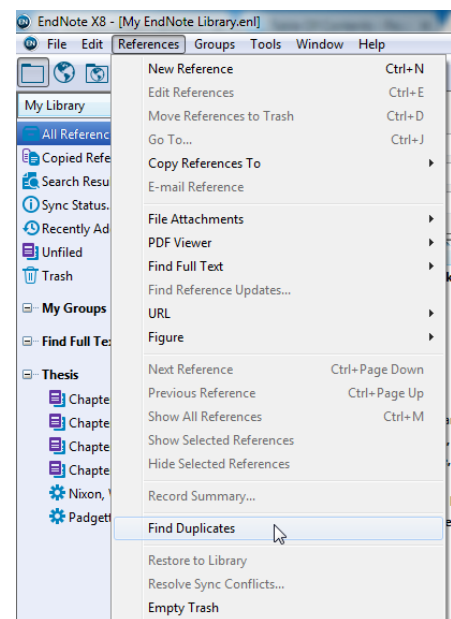 EndNote X8 - [My EndNote Library.enl]
File Edit References Groups Tools Window Help
My Library
All Referenc
Copied Refe
Search Resu
Sync Status.
Recently Ad
Unfiled
Trash
My Groups
Find Full Te
Thesis
Chapte
Chapte
Chapte
Chapte
Nixon,
Padgett
New Reference Ctrl+N
Edit References Ctrl+E
Move References to Trash Ctrl+D
Go To... Ctrl+J
Copy References To
E-mail Reference
File Attachments
PDF Viewer
Find Full Text
Find Reference Updates...
URL
Figure
Next Reference Ctrl+Page Down
Previous Reference Ctrl+Page Up
Show All References Ctrl+M
Show Selected References
Hide Selected References
Record Summary...
Find Duplicates
Restore to Library
Resolve Sync Conflicts...
Empty Trash